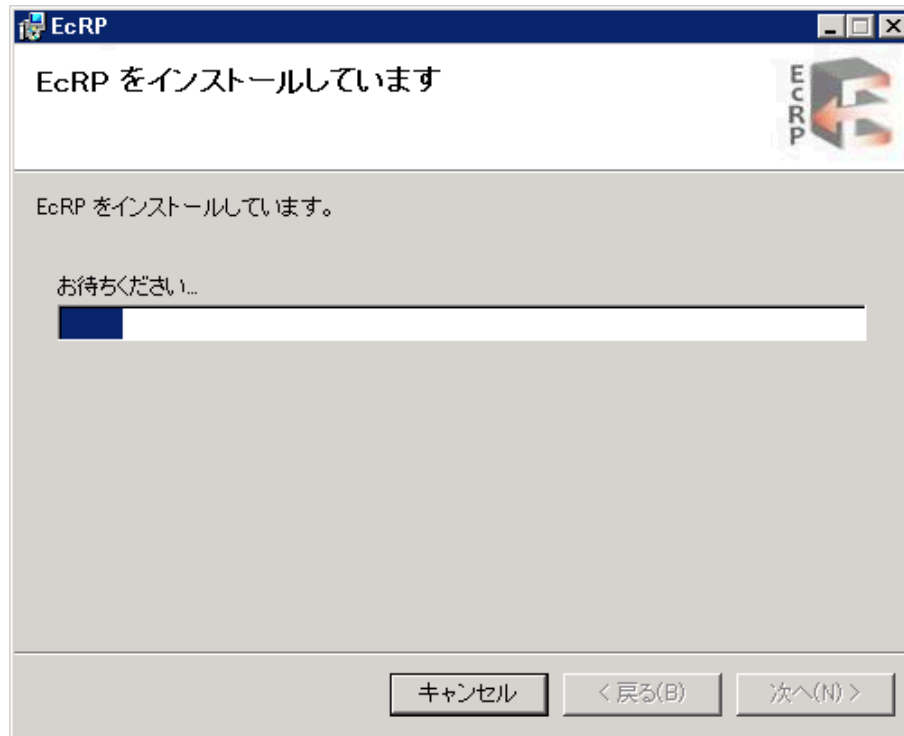 EcRP
EcRP をインストールしています
EcRP
EcRP をインストールしています。
お待ちください...
キャンセル
< 戻る(B)
次へ(N) >